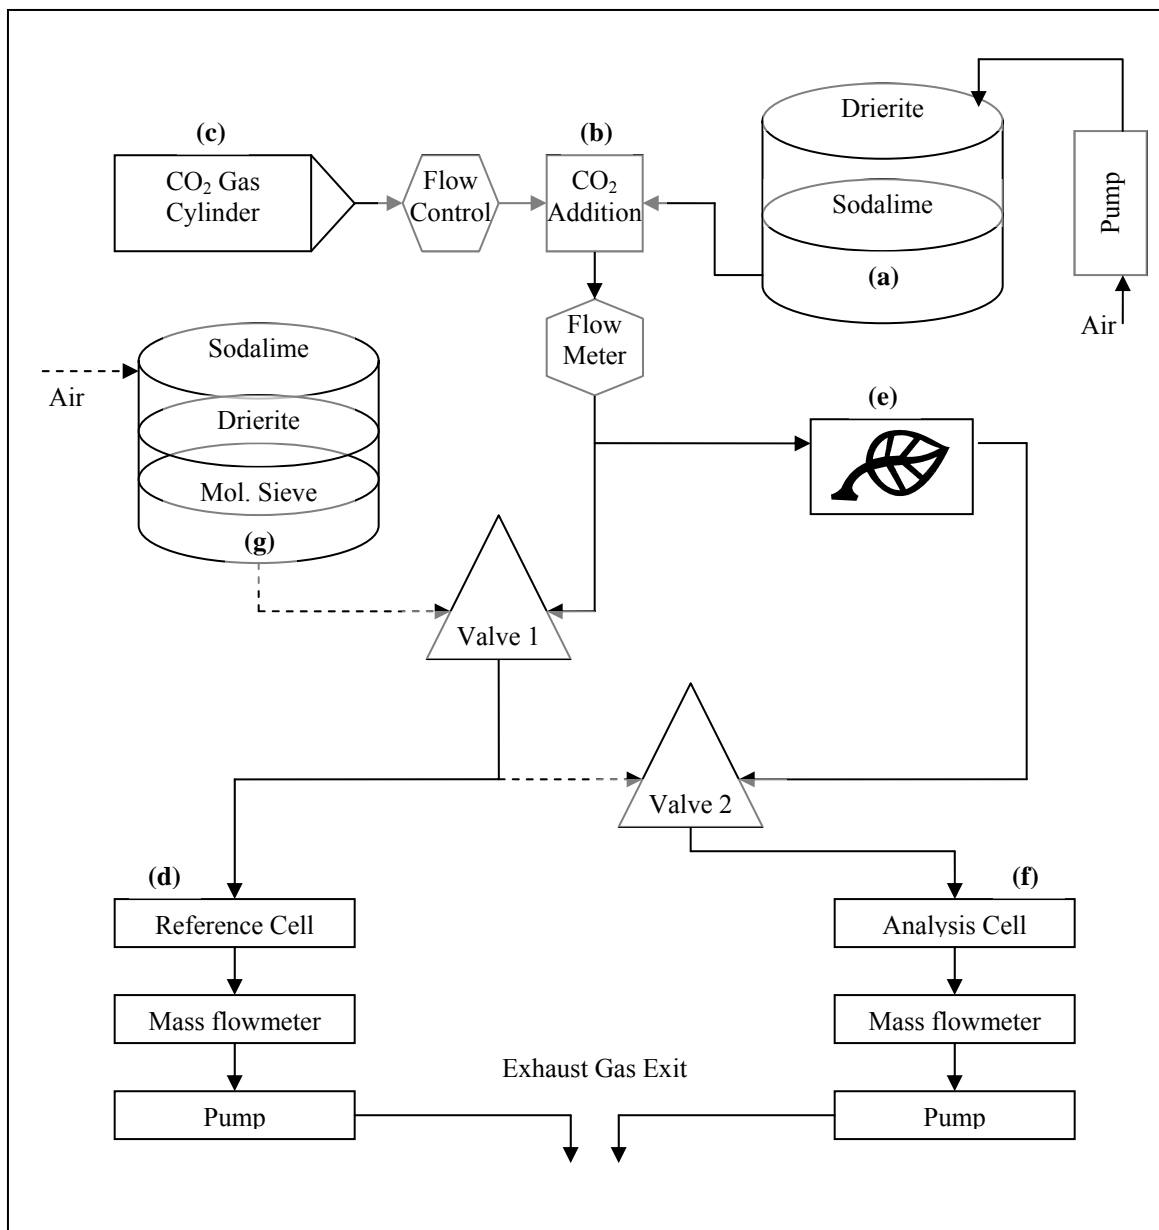 (c)
CO₂ Gas
Cylinder
Flow
Control
(b)
CO₂
Addition
Drierite
Sodalime
(a)
Pump
Air
Flow
Meter
Sodalime
Drierite
Mol. Sieve
(g)
Air
(e)
Valve 1
Valve 2
(d)
Reference Cell
Mass flowmeter
Pump
(f)
Analysis Cell
Mass flowmeter
Pump
Exhaust Gas Exit